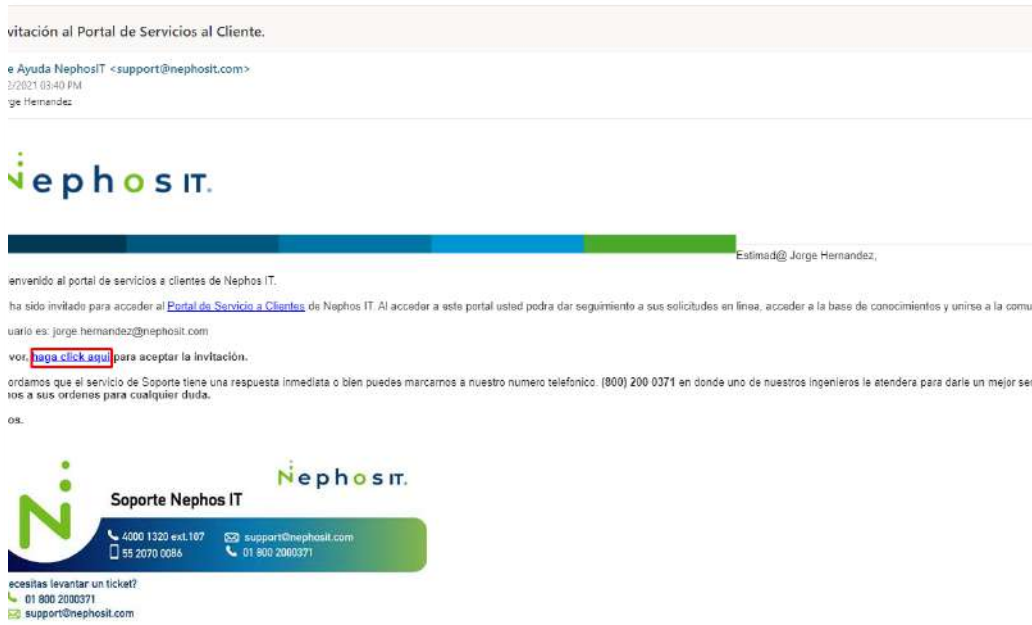 vitación al Portal de Servicios al Cliente.
e Ayuda NephosIT <support@nephosit.com>
2/2021 03:40 PM
rge Hernandez
Nephos IT.
Estimad@ Jorge Hernandez,
envenido al portal de servicios a clientes de Nephos IT.
ha sido invitado para acceder al Portal de Servicio a Clientes de Nephos IT. Al acceder a este portal usted podra dar seguimiento a sus solicitudes en linea, acceder a la base de conocimientos y unirse a la comu
uario es: jorge.hernandez@nephosit.com
vor, haga click aqui para aceptar la invitación.
ordamos que el servicio de Soporte tiene una respuesta inmediata o bien puedes marcarnos a nuestro numero telefonico. (800) 200 0371 en donde uno de nuestros ingenieros le atendera para darle un mejor ser
nos a sus ordenes para cualquier duda.
os.
Nephos IT.
Soporte Nephos IT
4000 1320 ext.107 support@nephosit.com
55 2070 0086 01 800 2000371
ecesitas levantar un ticket?
01 800 2000371
support@nephosit.com